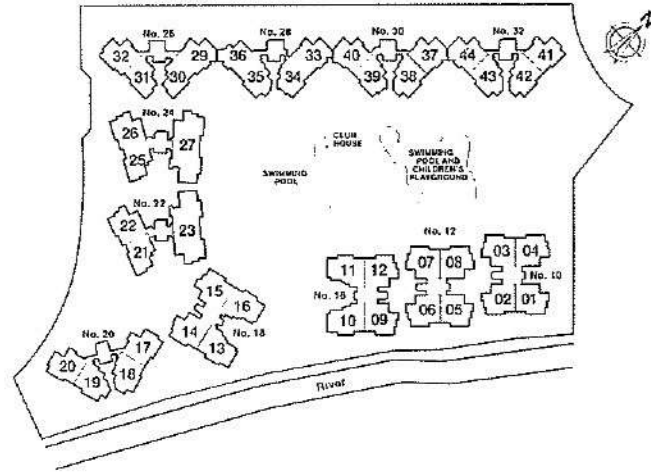 No. 26
No. 28
No. 30
No. 32
32
31
30
29
36
35
34
33
40
39
38
37
44
43
42
41
No. 24
26
25
27
CLUB
HOUSE
SWIMMING
POOL
SWIMMING
POOL AND
CHILDREN'S
PLAYGROUND
No. 22
22
21
23
No. 12
11
12
07
08
03
04
No. 16
No. 10
10
09
06
05
02
01
15
16
14
13
No. 18
No. 20
20
19
18
17
River